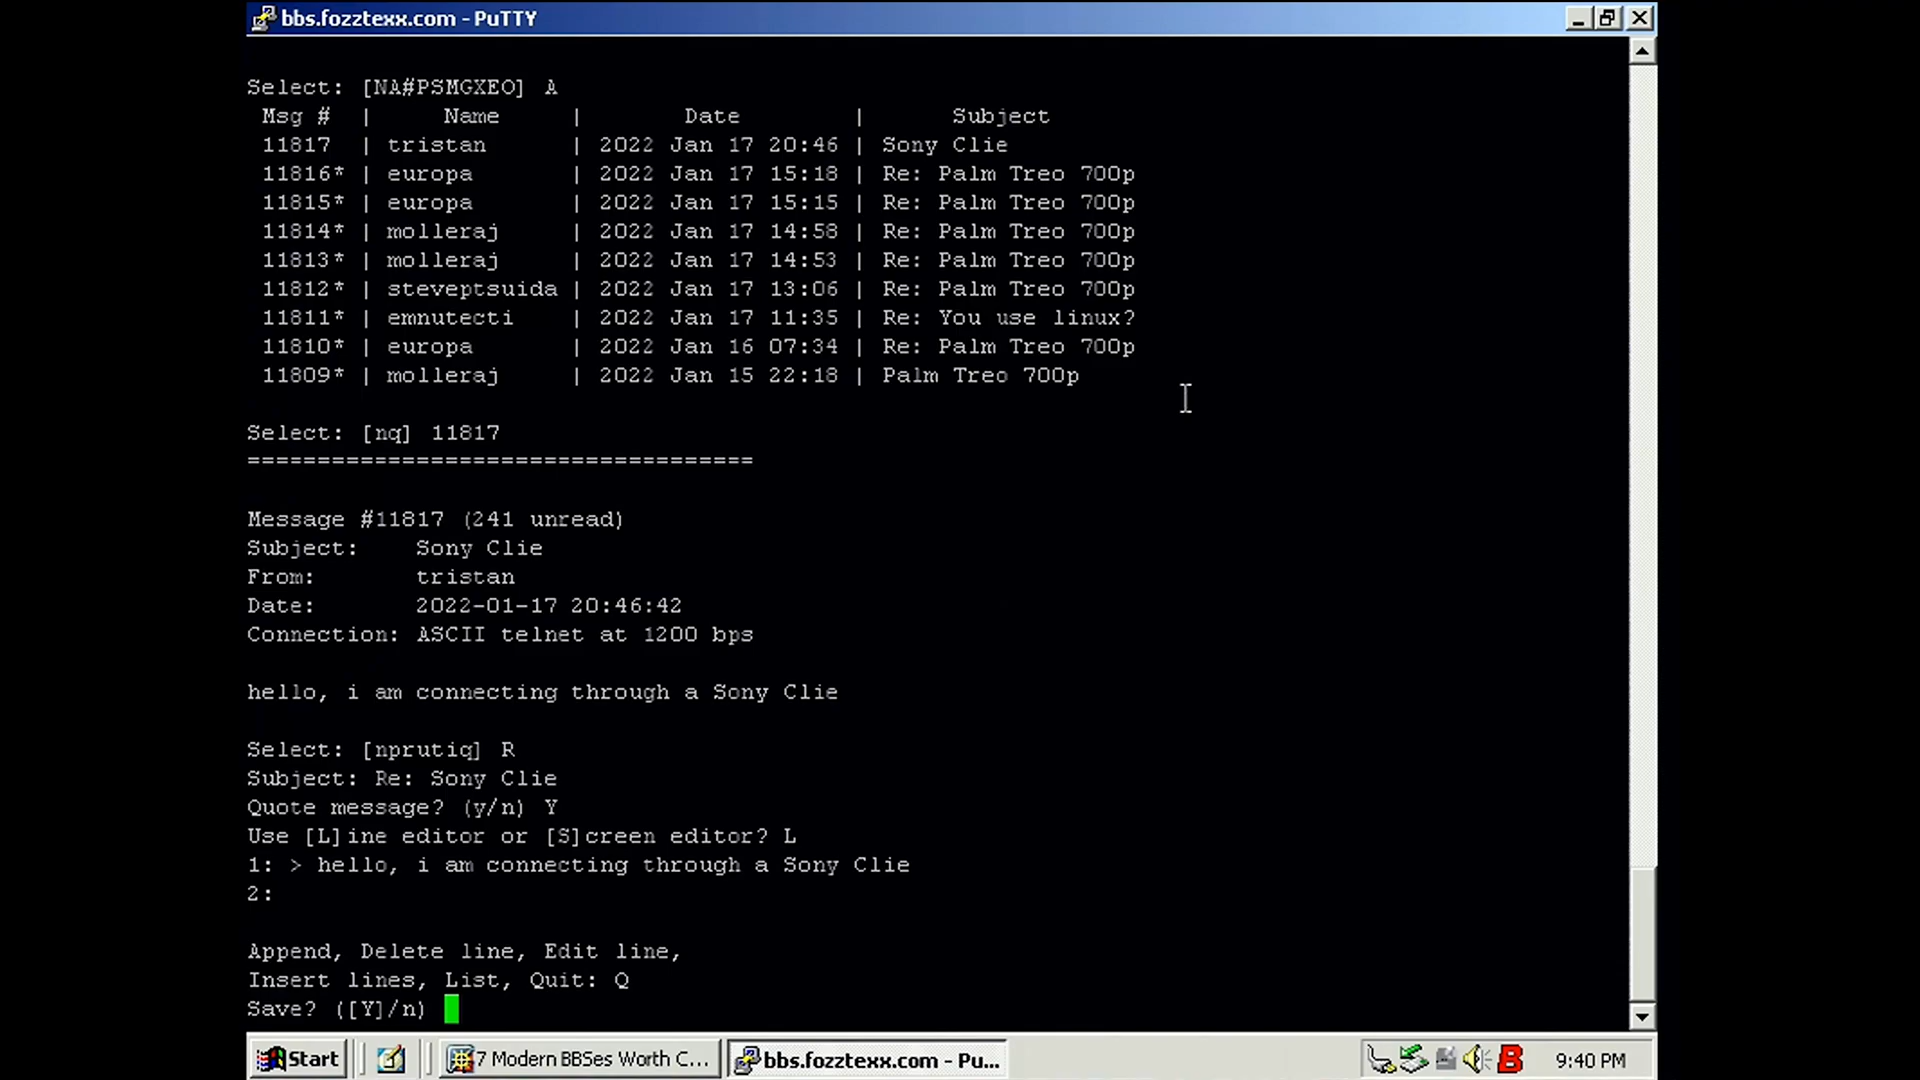 bbs.fozztexx.com - PuTTY
Select: [NA#PSMGXEO] A
Msg # | Name | Date | Subject
11817 | tristan | 2022 Jan 17 20:46 | Sony Clie
11816* | europa | 2022 Jan 17 15:18 | Re: Palm Treo 700p
11815* | europa | 2022 Jan 17 15:15 | Re: Palm Treo 700p
11814* | molleraj | 2022 Jan 17 14:58 | Re: Palm Treo 700p
11813* | molleraj | 2022 Jan 17 14:53 | Re: Palm Treo 700p
11812* | steveptsuida | 2022 Jan 17 13:06 | Re: Palm Treo 700p
11811* | emnutecti | 2022 Jan 17 11:35 | Re: You use linux?
11810* | europa | 2022 Jan 16 07:34 | Re: Palm Treo 700p
11809* | molleraj | 2022 Jan 15 22:18 | Palm Treo 700p
Select: [nq] 11817
====================================
Message #11817 (241 unread)
Subject: Sony Clie
From: tristan
Date: 2022-01-17 20:46:42
Connection: ASCII telnet at 1200 bps
hello, i am connecting through a Sony Clie
Select: [nprutiq] R
Subject: Re: Sony Clie
Quote message? (y/n) Y
Use [L]ine editor or [S]creen editor? L
1: > hello, i am connecting through a Sony Clie
2:
Append, Delete line, Edit line,
Insert lines, List, Quit: Q
Save? ([Y]/n)
Start 7 Modern BBSes Worth C... bbs.fozztexx.com - Pu... B 9:40 PM